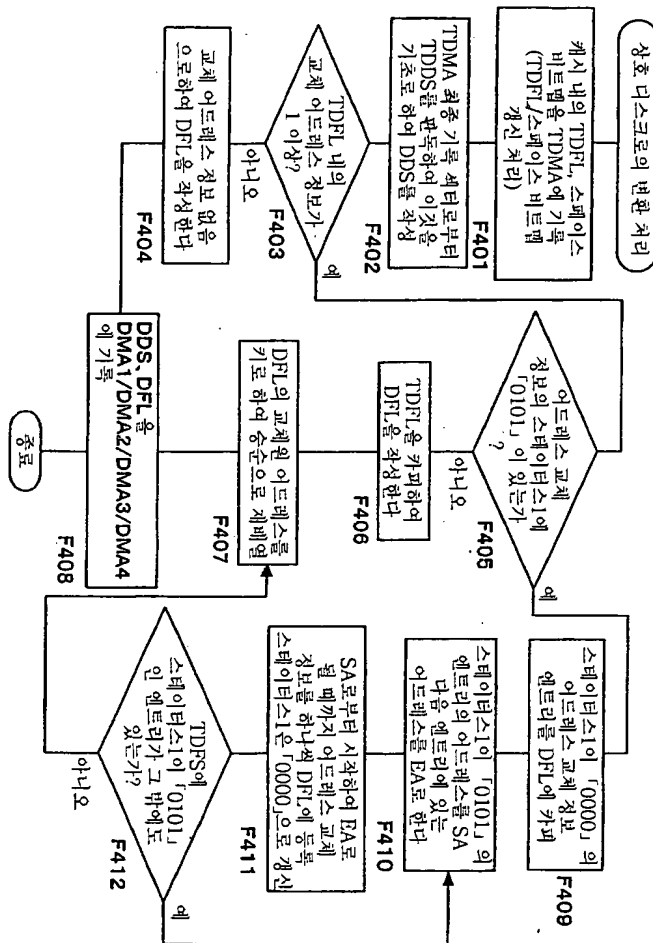 상호 디스크로의 변환 처리
캐시 내의 TDFL, 스페이스
비트맵을 TDMA에 기록
(TDFL/스페이스 비트맵
갱신 처리)
F401
TDMA 최종 기록 섹터로부터
TDDS를 판독하여 이것을
기초로 하여 DDS를 작성
F402
TDFL 내의
교체 어드레스 정보가
1 이상?
F403
예
아니오
교체 어드레스 정보 없음
으로하여 DFL을 작성한다
F404
어드레스 교체
정보의 스테이터스1에
「0101」이 있는가
?
F405
예
아니오
TDFL을 카피하여
DFL을 작성한다
F406
DFL의 교체원 어드레스를
키로 하여 승순으로 재배열
F407
DDS, DFL을
DMA1/DMA2/DMA3/DMA4
에 기록
F408
종료
스테이터스1이 「0000」의
어드레스 교체 정보
엔트리를 DFL에 카피
F409
스테이터스1이 「0101」의
엔트리의 어드레스를 SA
다음 엔트리에 있는
어드레스를 EA로 한다
F410
SA로부터 시작하여 EA로
될 때까지 어드레스 교체
정보를 하나씩 DFL에 등록
스테이터스1은 「0000」으로 갱신
F411
TDFS에
스테이터스1이 「0101」
인 엔트리가 그 밖에도
있는가?
F412
예
아니오